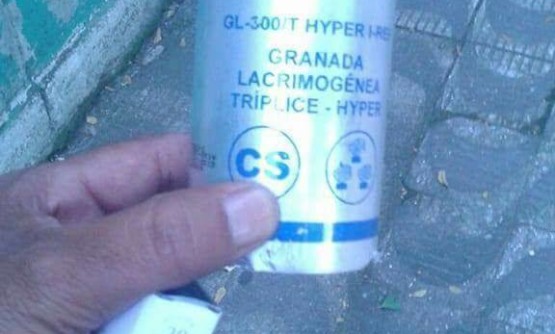 GL-300/T HYPER
GRANADA
LACRIMOGÊNEA
TRÍPLICE - HYPER
CS